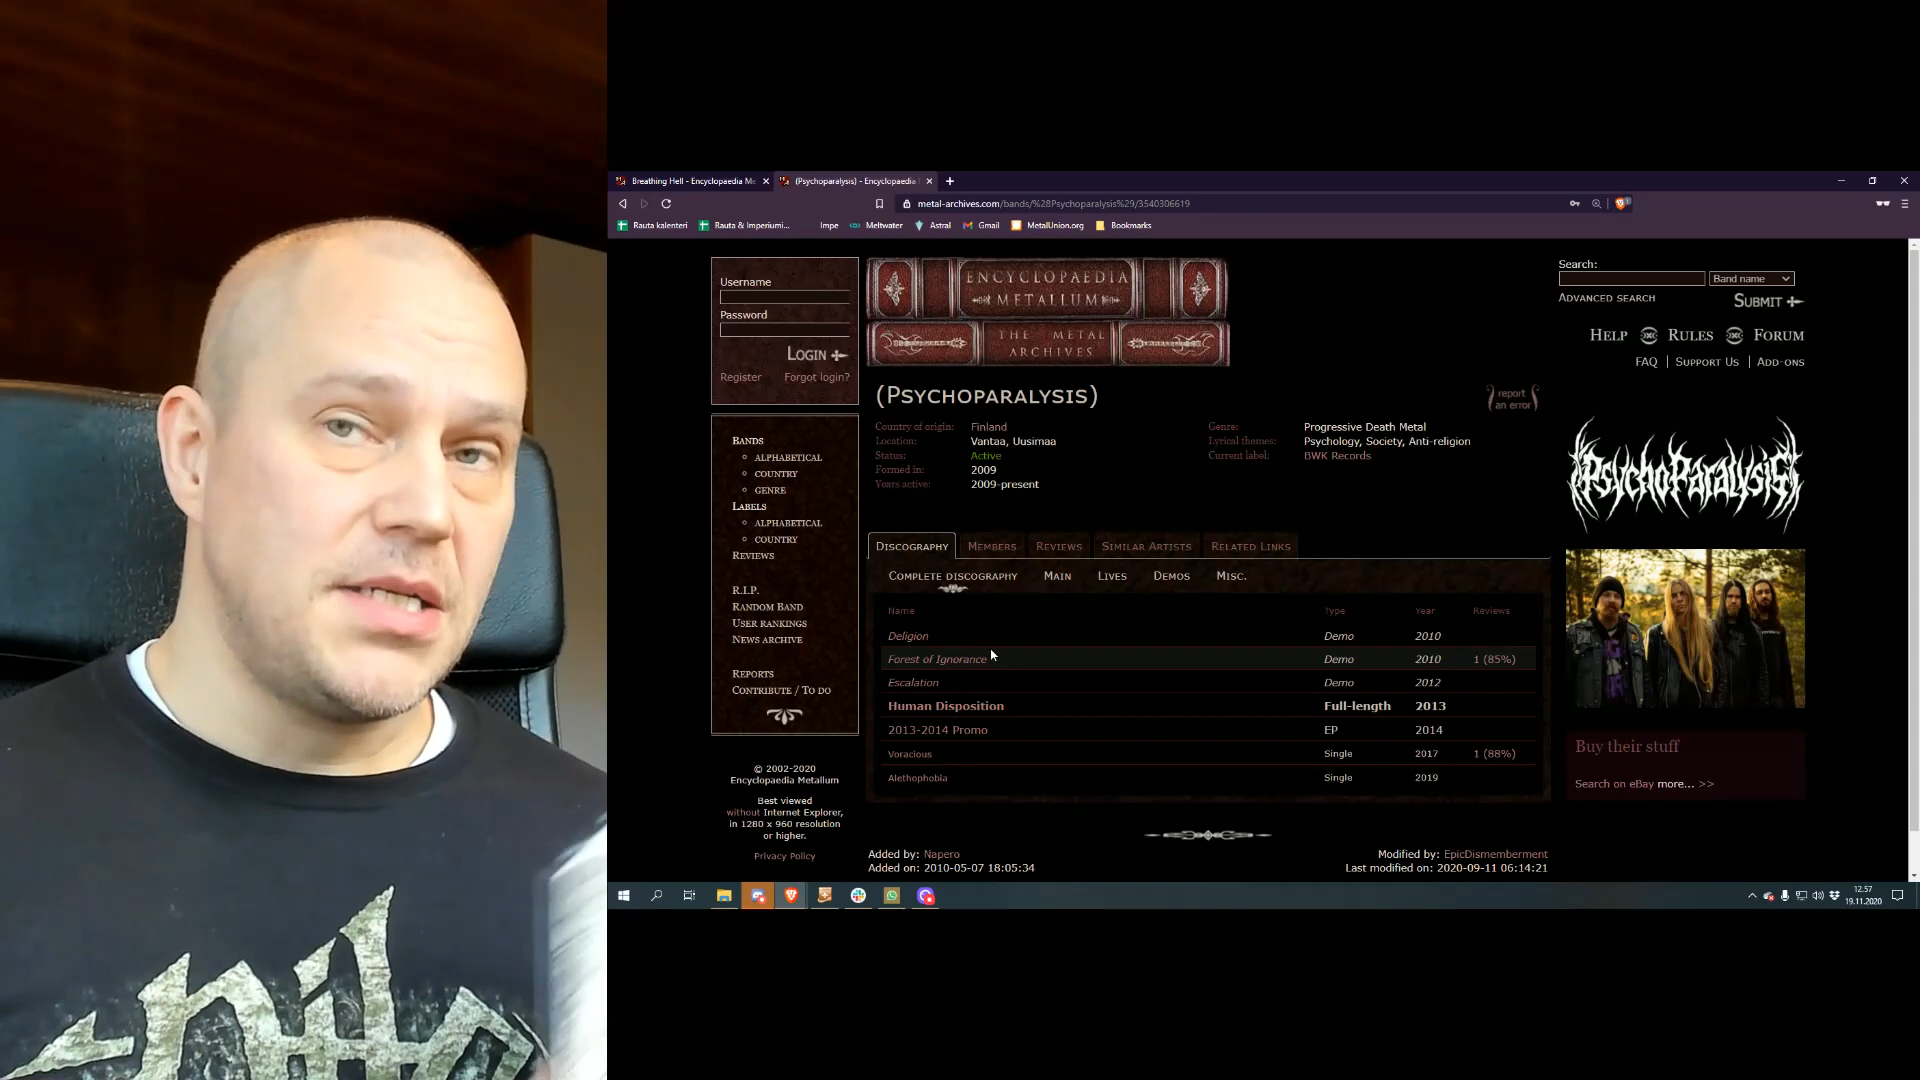 Breathing Hell - Encyclopaedia Me
(Psychoparalysis) - Encyclopaedia
metal-archives.com/bands/%28Psychoparalysis%29/3540306619
Rauta kalenteri
Rauta & Imperiumi...
Impe
Meltwater
Astral
Gmail
MetalUnion.org
Bookmarks
Username
Password
LOGIN
Register
Forgot login?
ENCYCLOPAEDIA
METALLUM
THE METAL
ARCHIVES
Search:
Band name
ADVANCED SEARCH
SUBMIT
HELP
RULES
FORUM
FAQ | SUPPORT US | ADD-ONS
(PSYCHOPARALYSIS)
report
an error
Country of origin: Finland
Location: Vantaa, Uusimaa
Status: Active
Formed in: 2009
Years active: 2009-present
Genre: Progressive Death Metal
Lyrical themes: Psychology, Society, Anti-religion
Current label: BWK Records
PsychoParalysis
BANDS
ALPHABETICAL
COUNTRY
GENRE
LABELS
ALPHABETICAL
COUNTRY
REVIEWS
R.I.P.
RANDOM BAND
USER RANKINGS
NEWS ARCHIVE
REPORTS
CONTRIBUTE / TO DO
© 2002-2020
Encyclopaedia Metallum
Best viewed
without Internet Explorer,
in 1280 x 960 resolution
or higher.
Privacy Policy
DISCOGRAPHY
MEMBERS
REVIEWS
SIMILAR ARTISTS
RELATED LINKS
COMPLETE DISCOGRAPHY
MAIN
LIVES
DEMOS
MISC.
Name Type Year Reviews
Deligion Demo 2010
Forest of Ignorance Demo 2010 1 (85%)
Escalation Demo 2012
Human Disposition Full-length 2013
2013-2014 Promo EP 2014
Voracious Single 2017 1 (88%)
Alethophobia Single 2019
Buy their stuff
Search on eBay more... >>
Added by: Napero
Added on: 2010-05-07 18:05:34
Modified by: EpicDismemberment
Last modified on: 2020-09-11 06:14:21
12.57
19.11.2020
nile